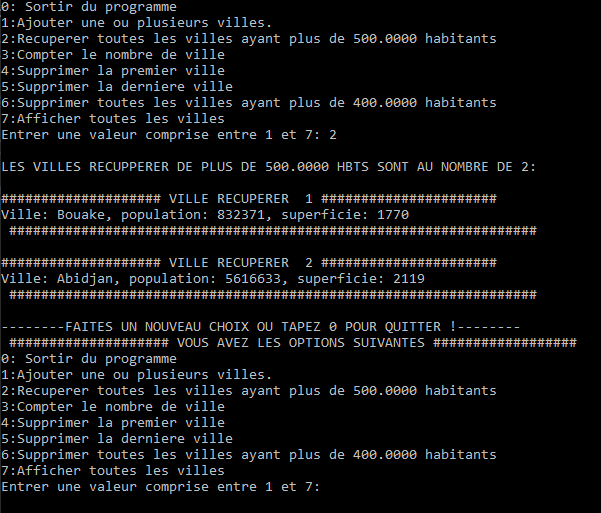 0: Sortir du programme
1:Ajouter une ou plusieurs villes.
2:Recuperer toutes les villes ayant plus de 500.0000 habitants
3:Compter le nombre de ville
4:Supprimer la premier ville
5:Supprimer la derniere ville
6:Supprimer toutes les villes ayant plus de 400.0000 habitants
7:Afficher toutes les villes
Entrer une valeur comprise entre 1 et 7: 2
LES VILLES RECUPPERER DE PLUS DE 500.0000 HBTS SONT AU NOMBRE DE 2:
#################### VILLE RECUPERER  1 ######################
Ville: Bouake, population: 832371, superficie: 1770
##################################################################
#################### VILLE RECUPERER  2 ######################
Ville: Abidjan, population: 5616633, superficie: 2119
##################################################################
--------FAITES UN NOUVEAU CHOIX OU TAPEZ 0 POUR QUITTER !--------
#################### VOUS AVEZ LES OPTIONS SUIVANTES ##################
0: Sortir du programme
1:Ajouter une ou plusieurs villes.
2:Recuperer toutes les villes ayant plus de 500.0000 habitants
3:Compter le nombre de ville
4:Supprimer la premier ville
5:Supprimer la derniere ville
6:Supprimer toutes les villes ayant plus de 400.0000 habitants
7:Afficher toutes les villes
Entrer une valeur comprise entre 1 et 7: